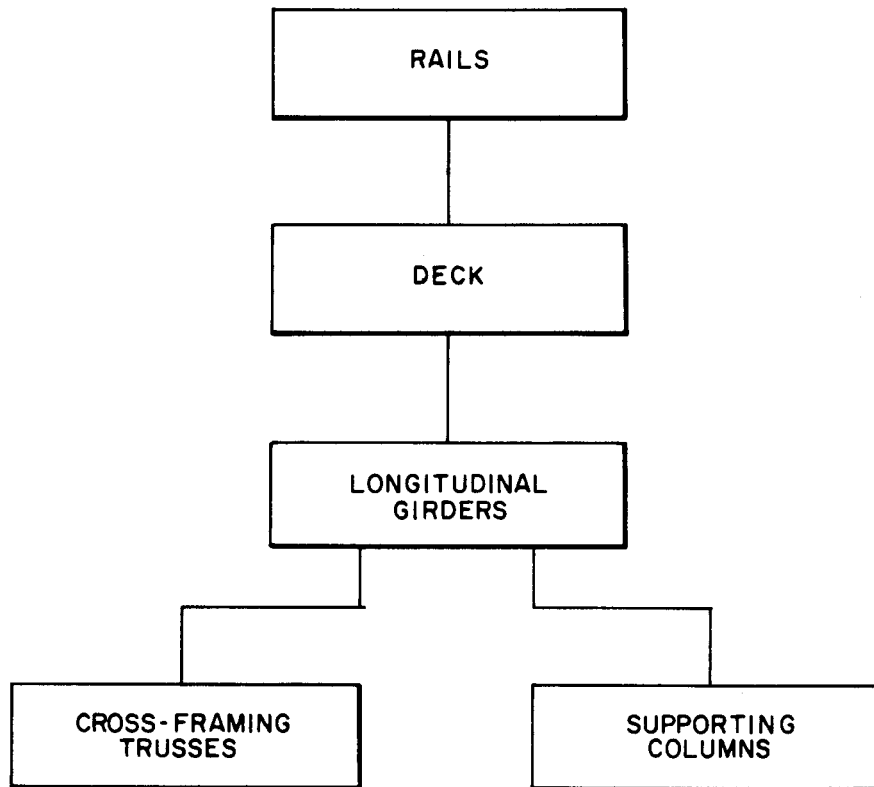 RAILS
DECK
LONGITUDINAL
GIRDERS
CROSS-FRAMING
TRUSSES
SUPPORTING
COLUMNS